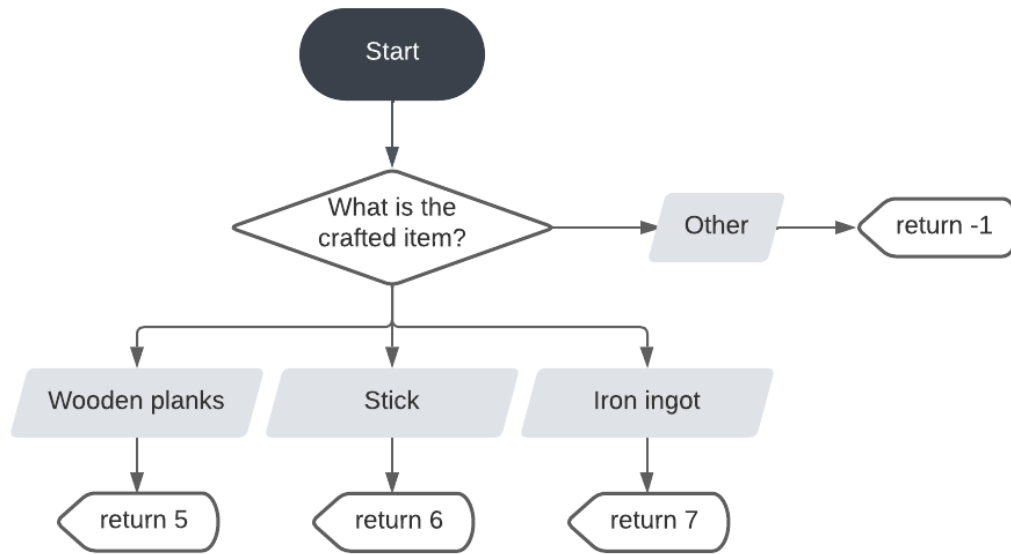 Start
What is the
crafted item?
Other
return -1
Wooden planks
Stick
Iron ingot
return 5
return 6
return 7